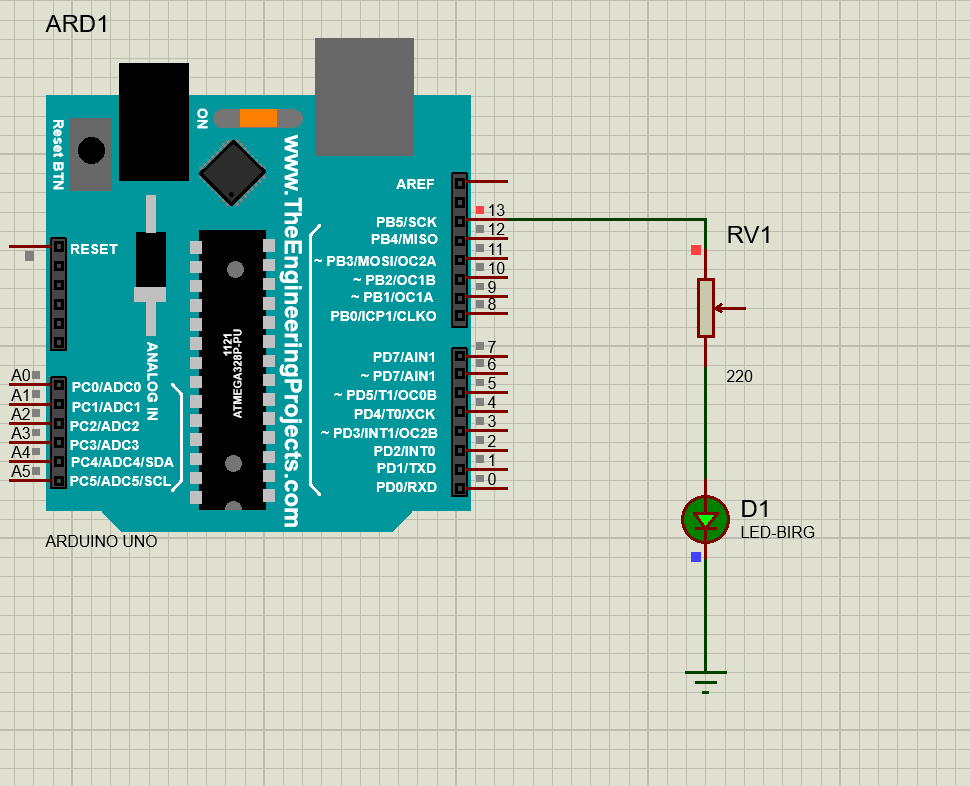 ARD1
ON
Reset BTN
www.TheEngineeringProjects.com
AREF
PB5/SCK
13
PB4/MISO
12
~ PB3/MOSI/OC2A
11
~ PB2/OC1B
10
~ PB1/OC1A
9
PB0/ICP1/CLKO
8
RESET
1121
ATMEGA328P-PU
ANALOG IN
PD7/AIN1
7
~ PD7/AIN1
6
~ PD5/T1/OC0B
5
PD4/T0/XCK
4
~ PD3/INT1/OC2B
3
PD2/INT0
2
PD1/TXD
1
PD0/RXD
0
A0
PC0/ADC0
A1
PC1/ADC1
A2
PC2/ADC2
A3
PC3/ADC3
A4
PC4/ADC4/SDA
A5
PC5/ADC5/SCL
ARDUINO UNO
RV1
220
D1
LED-BIRG